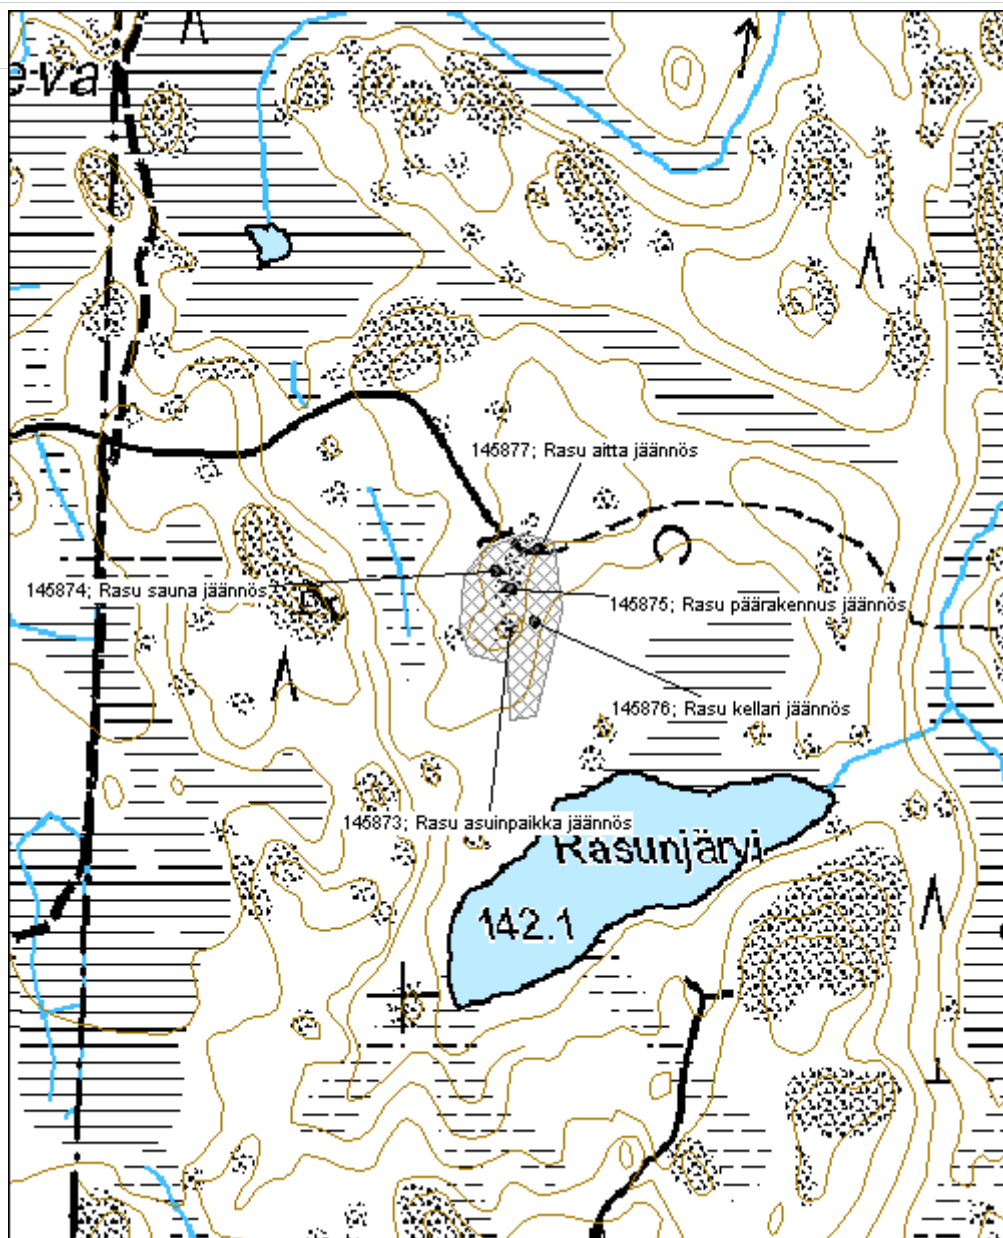 eva
145877; Rasu aitta jäännös
145874; Rasu sauna jäännös
145875; Rasu päärakennus jäännös
145876; Rasu kellari jäännös
145873; Rasu asuinpaikka jäännös
Rasunjärvi
142.1